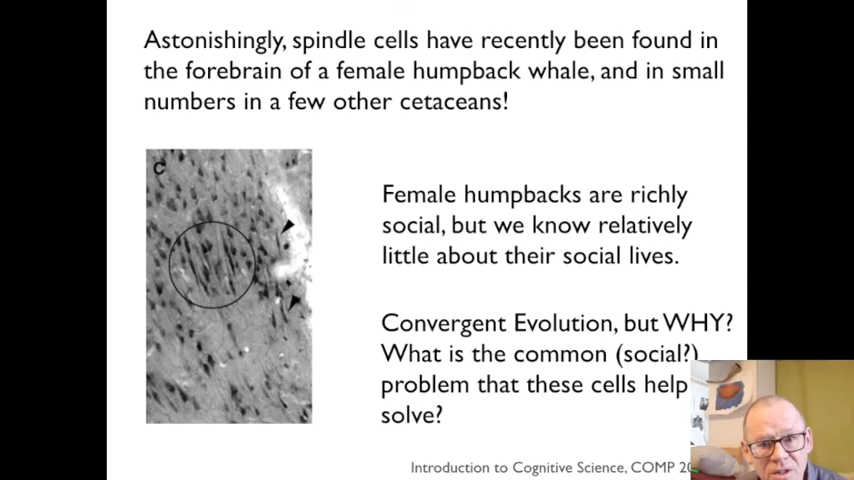 Astonishingly, spindle cells have recently been found in
the forebrain of a female humpback whale, and in small
numbers in a few other cetaceans!
C
Female humpbacks are richly
social, but we know relatively
little about their social lives.
Convergent Evolution, but WHY?
What is the common (social?)
problem that these cells help
solve?
Introduction to Cognitive Science, COMP 20